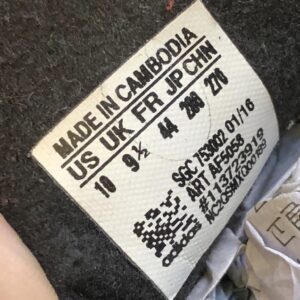 MADE IN CAMBODIA
US UK FR JP CHN
10 9½ 44 280 270
SGC 753002 01/16
ART AF5058
adidas